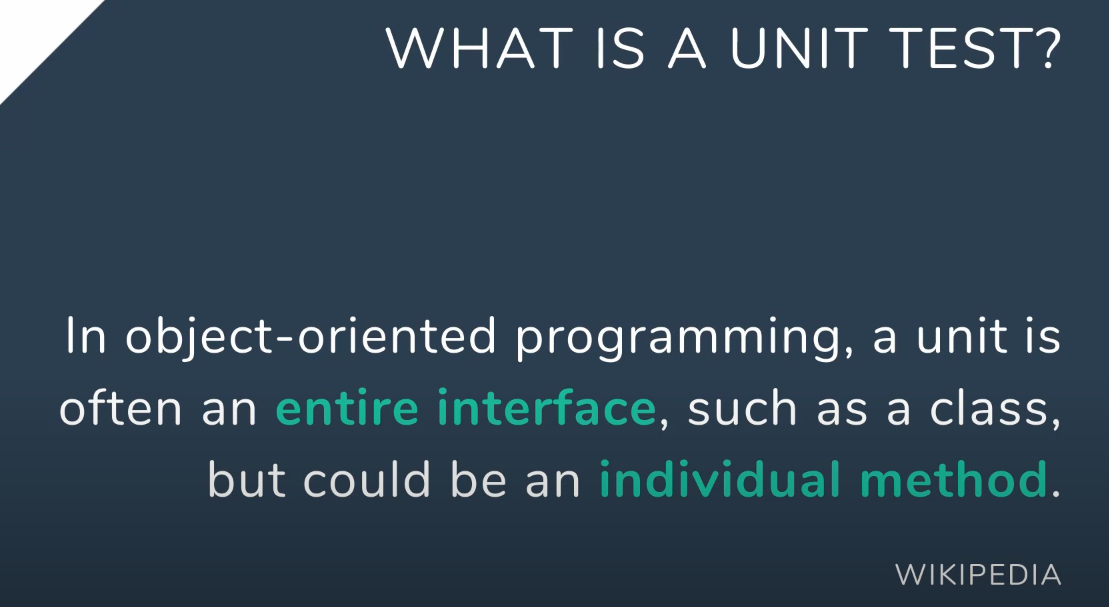 WHAT IS A UNIT TEST?
In object-oriented programming, a unit is
often an entire interface, such as a class,
but could be an individual method.
WIKIPEDIA